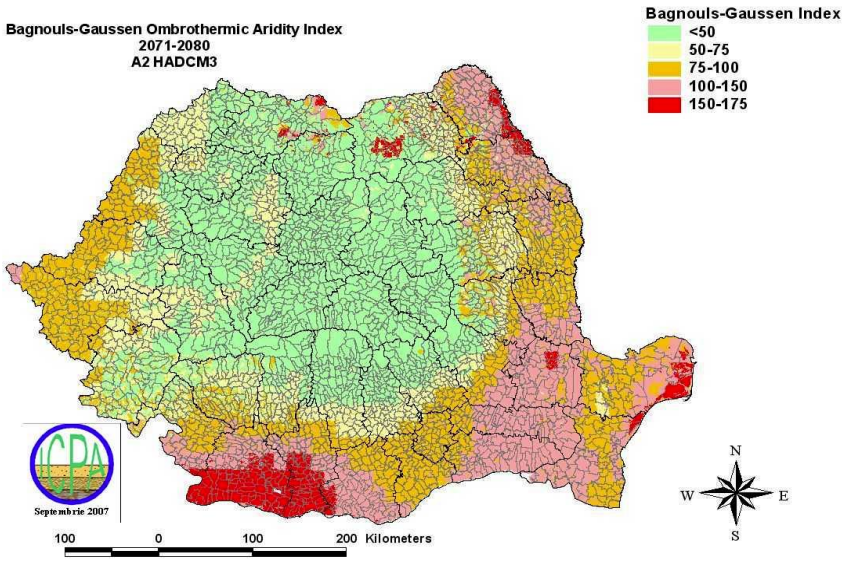 Bagnouls-Gaussen Ombrothermic Aridity Index
2071-2080
A2 HADCM3
Bagnouls-Gaussen Index
<50
50-75
75-100
100-150
150-175
ICPA
Septembrie 2007
N
W
E
S
100 0 100 200 Kilometers